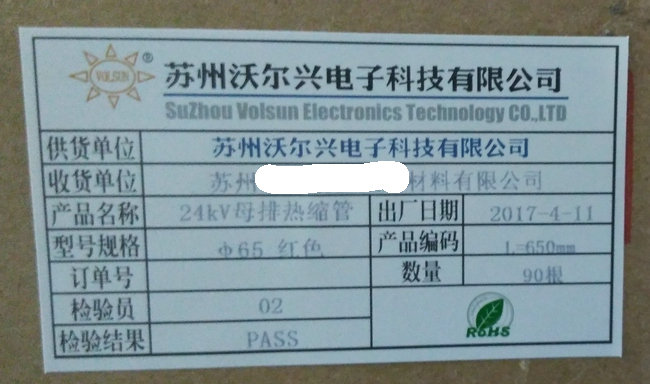 VOLSUN ® 苏州沃尔兴电子科技有限公司
SuZhou Volsun Electronics Technology CO.,LTD
供货单位 苏州沃尔兴电子科技有限公司
收货单位 苏州 材料有限公司
产品名称 24kV母排热缩管 出厂日期 2017-4-11
型号规格 Φ65 红色 产品编码 L=650mm
订单号 数量 90根
检验员 02
检验结果 PASS
RoHS